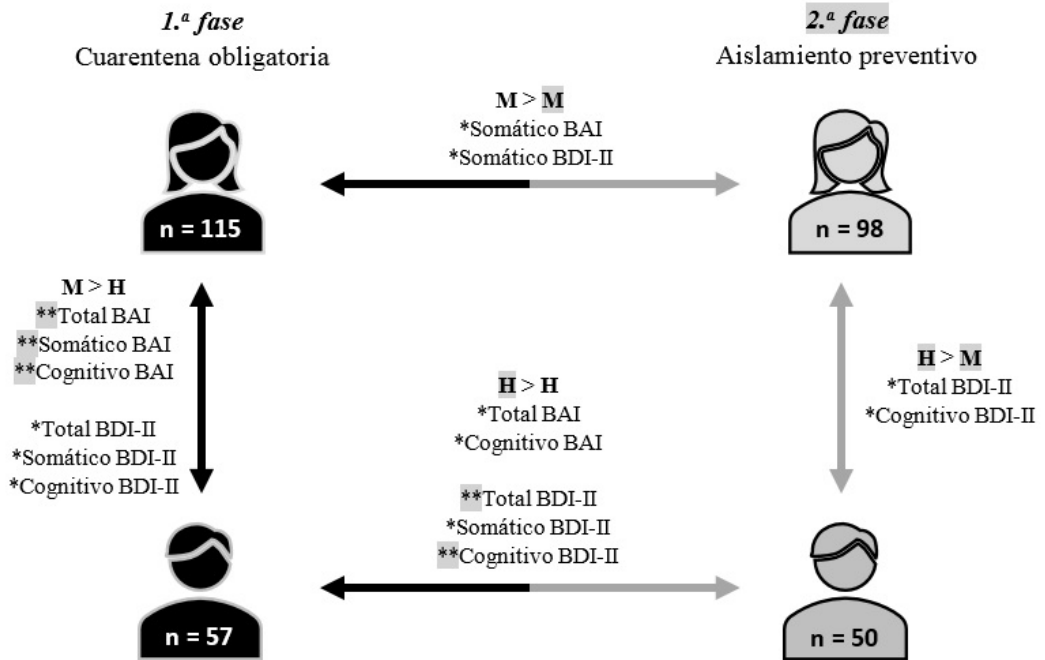 1.ª fase
Cuarentena obligatoria
2.ª fase
Aislamiento preventivo
M > M
*Somático BAI
*Somático BDI-II
n = 115
n = 98
M > H
**Total BAI
**Somático BAI
**Cognitivo BAI
*Total BDI-II
*Somático BDI-II
*Cognitivo BDI-II
H > H
*Total BAI
*Cognitivo BAI
**Total BDI-II
*Somático BDI-II
**Cognitivo BDI-II
H > M
*Total BDI-II
*Cognitivo BDI-II
n = 57
n = 50